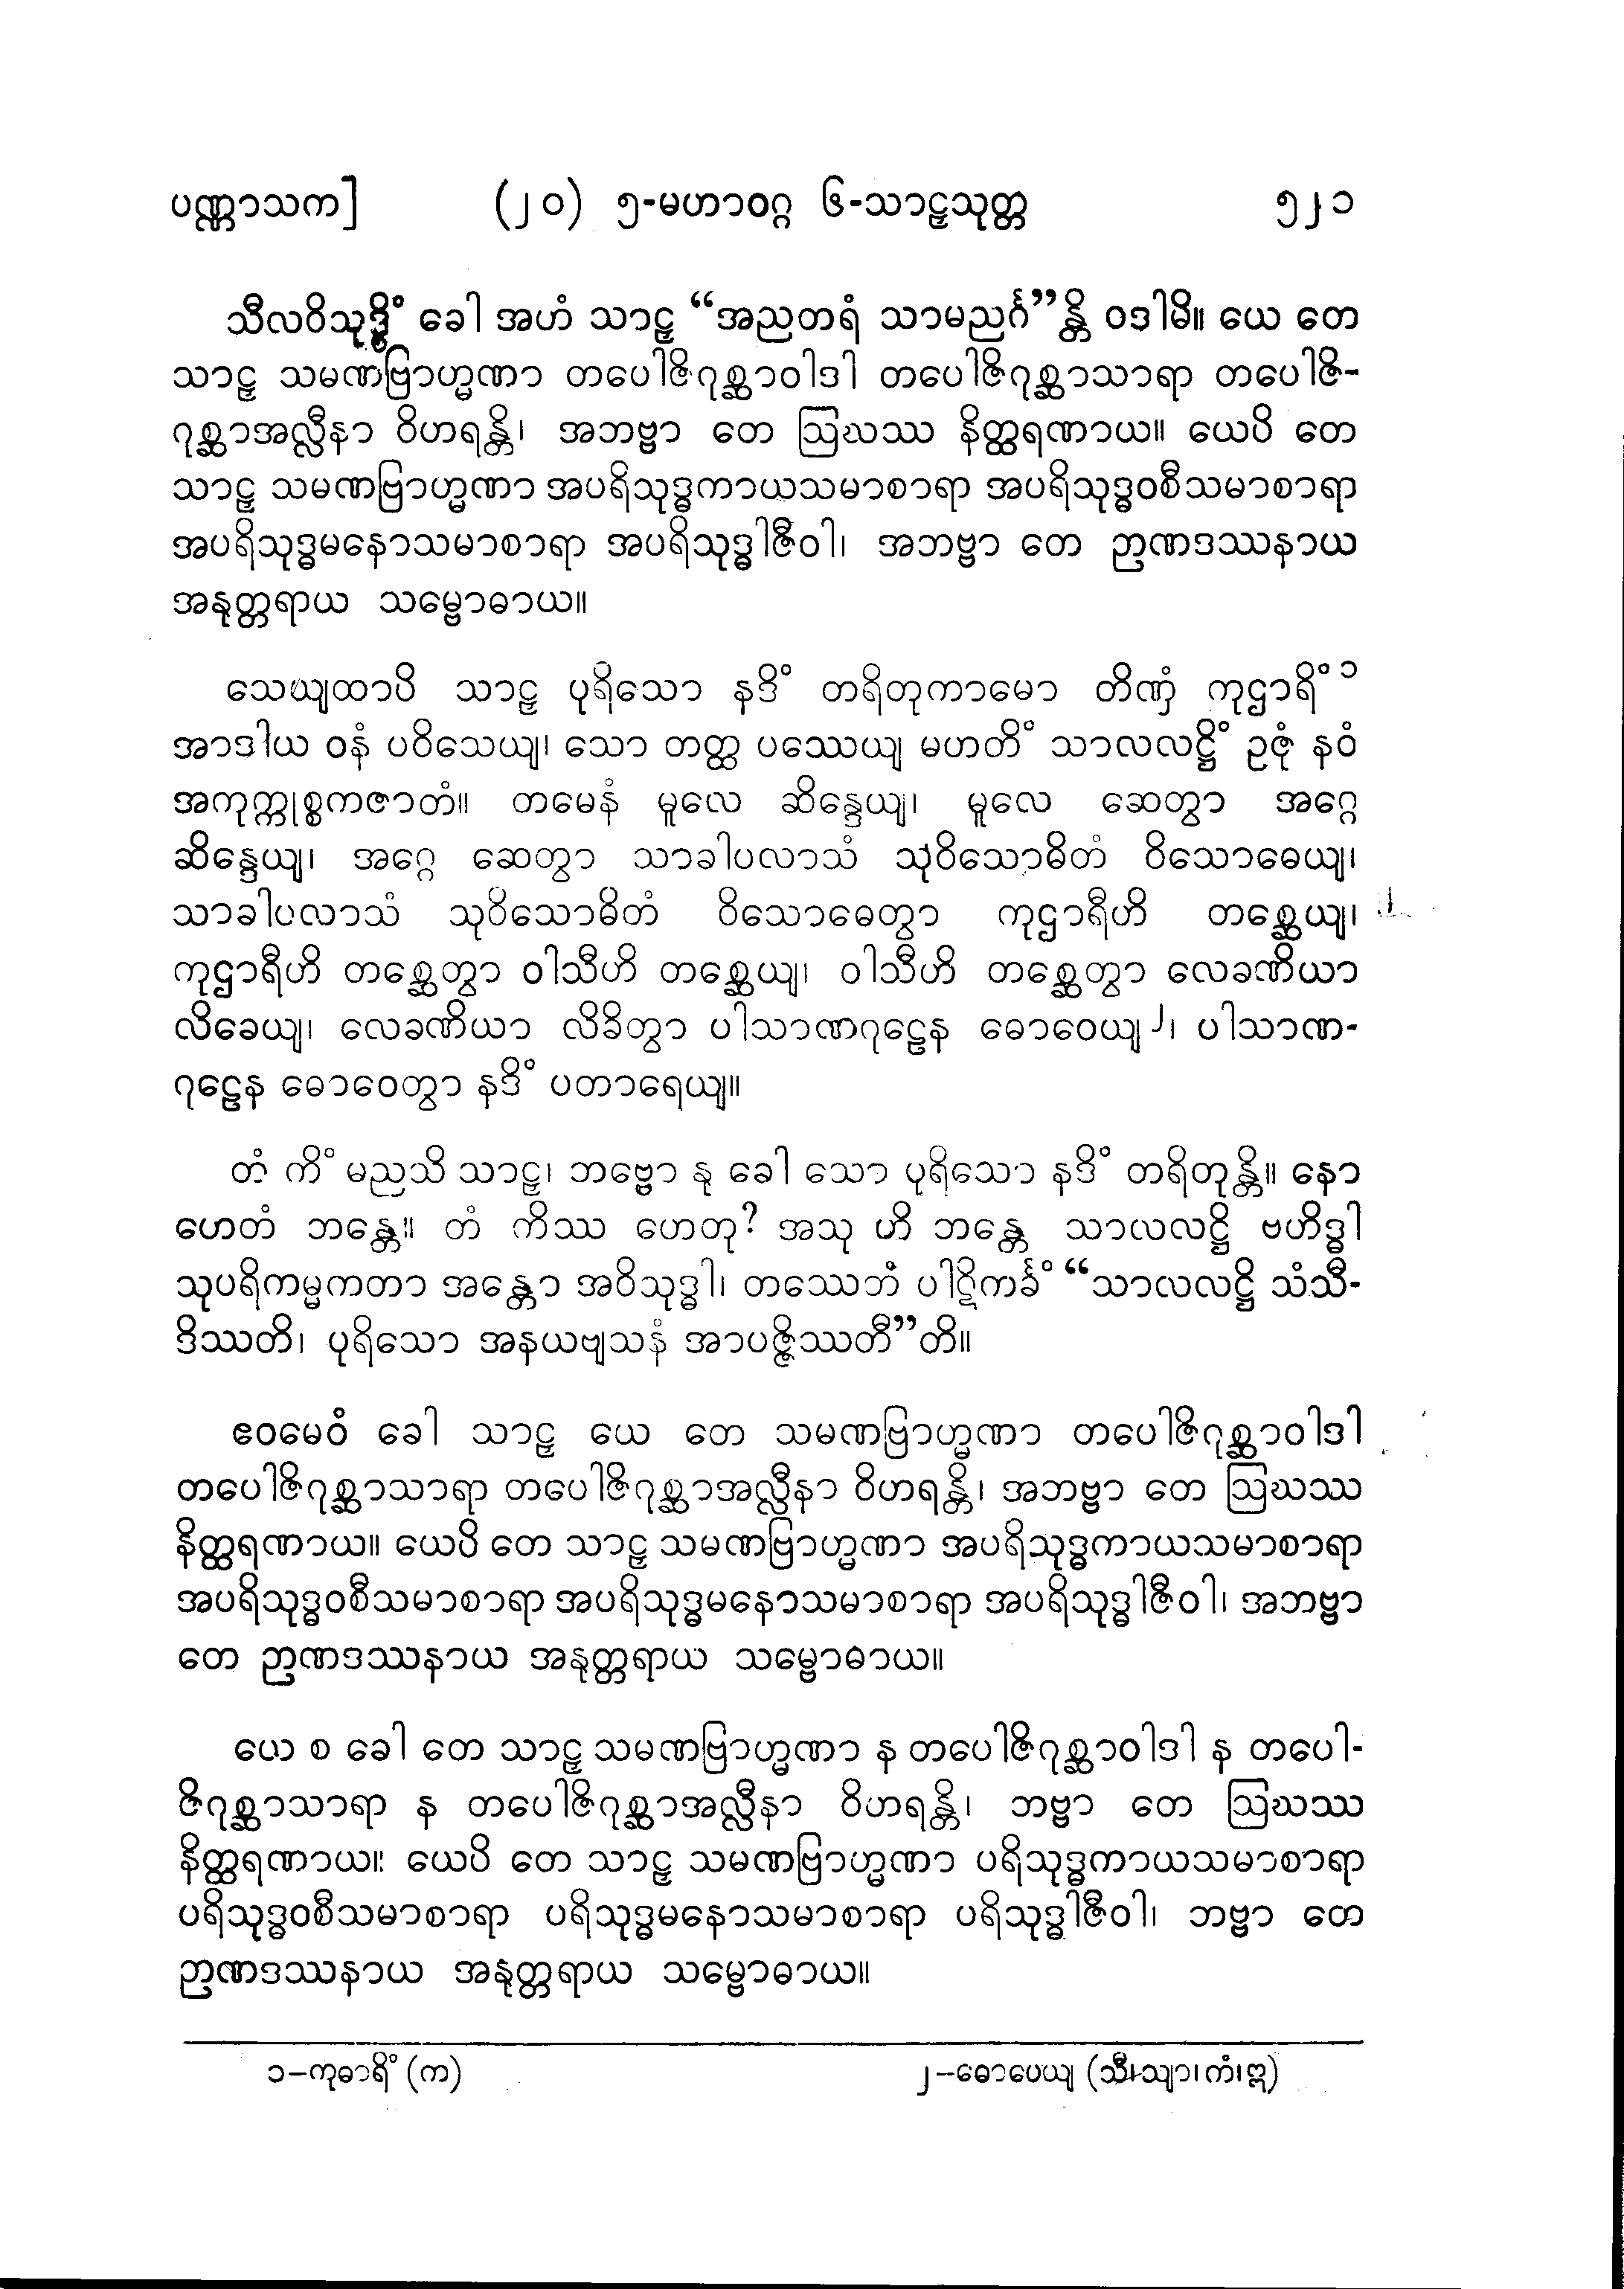 ပဏ္ဏာသက] (၂၀) ၅-မဟာဝဂ္ဂ ၆-သာဠှသုတ္တ ၅၂၁
သီလဝိသုဒ္ဓိံ ခေါ အဟံ သာဠှ “အညတရံ သာမညင်္ဂ”န္တိ ဝဒါမိ။ ယေ တေ
သာဠှ သမဏဗြာဟ္မဏာ တပေါဇိဂုစ္ဆာဝါဒါ တပေါဇိဂုစ္ဆာသာရာ တပေါဇိ-
ဂုစ္ဆာအလ္လီနာ ဝိဟရန္တိ၊ အဘဗ္ဗာ တေ ဩဃဿ နိတ္ထရဏာယ။ ယေပိ တေ
သာဠှ သမဏဗြာဟ္မဏာ အပရိသုဒ္ဓကာယသမာစာရာ အပရိသုဒ္ဓဝစီသမာစာရာ
အပရိသုဒ္ဓမနောသမာစာရာ အပရိသုဒ္ဓါဇီဝါ၊ အဘဗ္ဗာ တေ ဉာဏဒဿနာယ
အနုတ္တရာယ သမ္ဗောဓာယ။
သေယျထာပိ သာဠှ ပုရိသော နဒိံ တရိတုကာမော တိဏှံ ကုဌာရိံ ၁
အာဒါယ ဝနံ ပဝိသေယျ၊ သော တတ္ထ ပဿေယျ မဟတိံ သာလလဋ္ဌိံ ဥဇုံ နဝံ
အကုက္ကုစ္စကဇာတံ။ တမေနံ မူလေ ဆိန္ဒေယျ၊ မူလေ ဆေတွာ အဂ္ဂေ
ဆိန္ဒေယျ၊ အဂ္ဂေ ဆေတွာ သာခါပလာသံ သုဝိသောဓိတံ ဝိသောဓေယျ၊
သာခါပလာသံ သုဝိသောဓိတံ ဝိသောဓေတွာ ကုဌာရီဟိ တစ္ဆေယျ၊
ကုဌာရီဟိ တစ္ဆေတွာ ဝါသီဟိ တစ္ဆေယျ၊ ဝါသီဟိ တစ္ဆေတွာ လေခဏိယာ
လိခေယျ၊ လေခဏိယာ လိခိတွာ ပါသာဏဂုဠေန ဓောဝေယျ ၂၊ ပါသာဏ-
ဂုဠေန ဓောဝေတွာ နဒိံ ပတာရေယျ။
တံ ကိံ မညသိ သာဠှ၊ ဘဗ္ဗော နု ခေါ သော ပုရိသော နဒိံ တရိတုန္တိ။ နော
ဟေတံ ဘန္တေ။ တံ ကိဿ ဟေတု? အသု ဟိ ဘန္တေ သာလလဋ္ဌိ ဗဟိဒ္ဓါ
သုပရိကမ္မကတာ အန္တော အဝိသုဒ္ဓါ၊ တဿေဘံ ပါဋိကင်္ခံ “သာလလဋ္ဌိ သံသီ-
ဒိဿတိ၊ ပုရိသော အနယဗျသနံ အာပဇ္ဇိဿတီ”တိ။
ဧဝမေဝံ ခေါ သာဠှ ယေ တေ သမဏဗြာဟ္မဏာ တပေါဇိဂုစ္ဆာဝါဒါ
တပေါဇိဂုစ္ဆာသာရာ တပေါဇိဂုစ္ဆာအလ္လီနာ ဝိဟရန္တိ၊ အဘဗ္ဗာ တေ ဩဃဿ
နိတ္ထရဏာယ။ ယေပိ တေ သာဠှ သမဏဗြာဟ္မဏာ အပရိသုဒ္ဓကာယသမာစာရာ
အပရိသုဒ္ဓဝစီသမာစာရာ အပရိသုဒ္ဓမနောသမာစာရာ အပရိသုဒ္ဓါဇီဝါ၊ အဘဗ္ဗာ
တေ ဉာဏဒဿနာယ အနုတ္တရာယ သမ္ဗောဓာယ။
ယေ စ ခေါ တေ သာဠှ သမဏဗြာဟ္မဏာ န တပေါဇိဂုစ္ဆာဝါဒါ န တပေါ-
ဇိဂုစ္ဆာသာရာ န တပေါဇိဂုစ္ဆာအလ္လီနာ ဝိဟရန္တိ၊ ဘဗ္ဗာ တေ ဩဃဿ
နိတ္ထရဏာယ။ ယေပိ တေ သာဠှ သမဏဗြာဟ္မဏာ ပရိသုဒ္ဓကာယသမာစာရာ
ပရိသုဒ္ဓဝစီသမာစာရာ ပရိသုဒ္ဓမနောသမာစာရာ ပရိသုဒ္ဓါဇီဝါ၊ ဘဗ္ဗာ တေ
ဉာဏဒဿနာယ အနုတ္တရာယ သမ္ဗောဓာယ။
၁–ကုဓာရိံ (က) ၂–ဓောပေယျ (သီ၊သျာ၊ကံ၊ဣ)